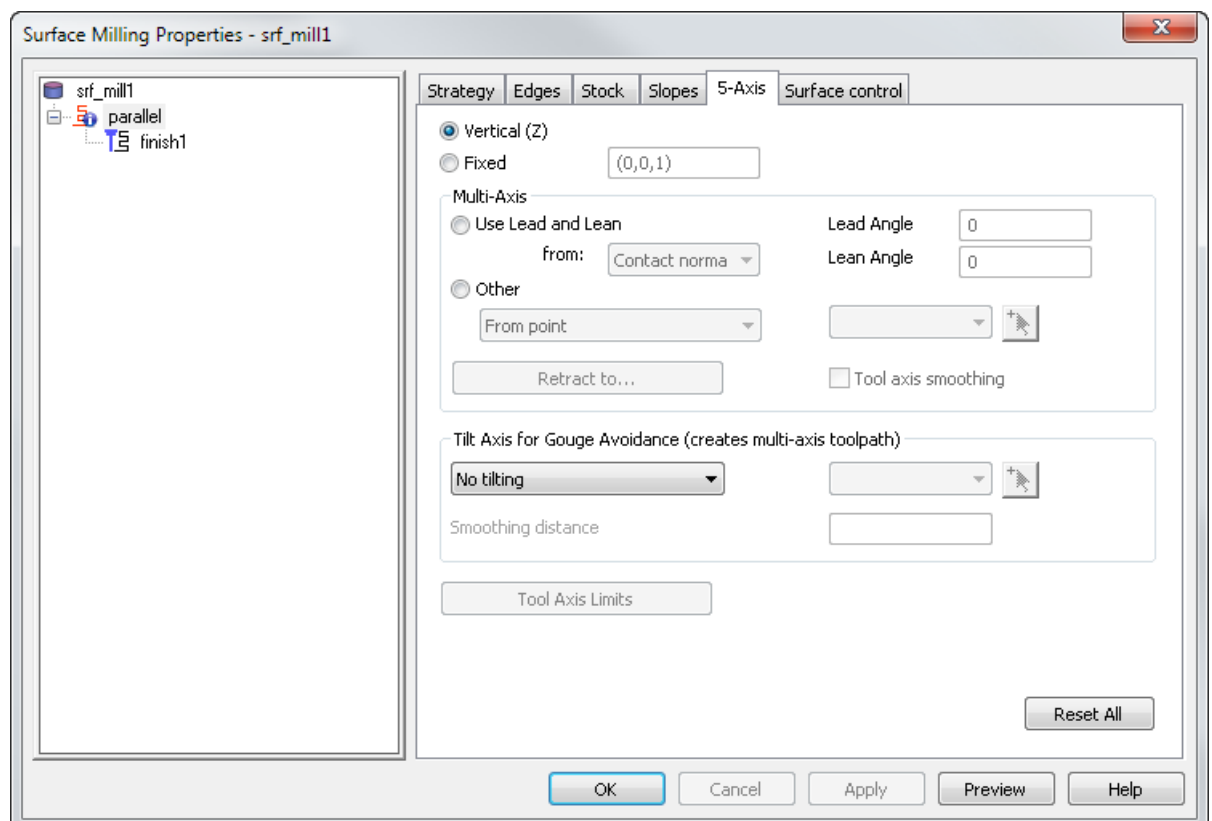 Surface Milling Properties - srf_mill1
srf_mill1
parallel
finish1
Strategy Edges Stock Slopes 5-Axis Surface control
Vertical (Z)
Fixed (0,0,1)
Multi-Axis
Use Lead and Lean Lead Angle 0
from: Contact norma Lean Angle 0
Other
From point
Retract to... Tool axis smoothing
Tilt Axis for Gouge Avoidance (creates multi-axis toolpath)
No tilting
Smoothing distance
Tool Axis Limits
Reset All
OK Cancel Apply Preview Help